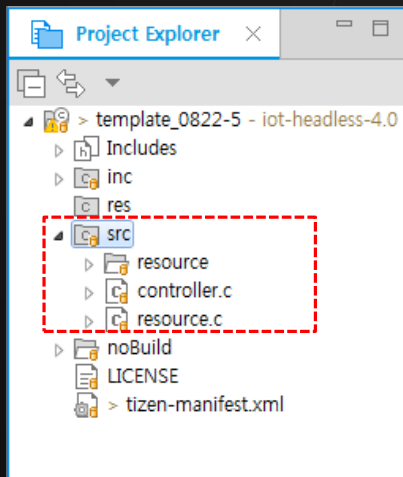 Project Explorer
> template_0822-5 - iot-headless-4.0
Includes
inc
res
src
resource
controller.c
resource.c
noBuild
LICENSE
> tizen-manifest.xml